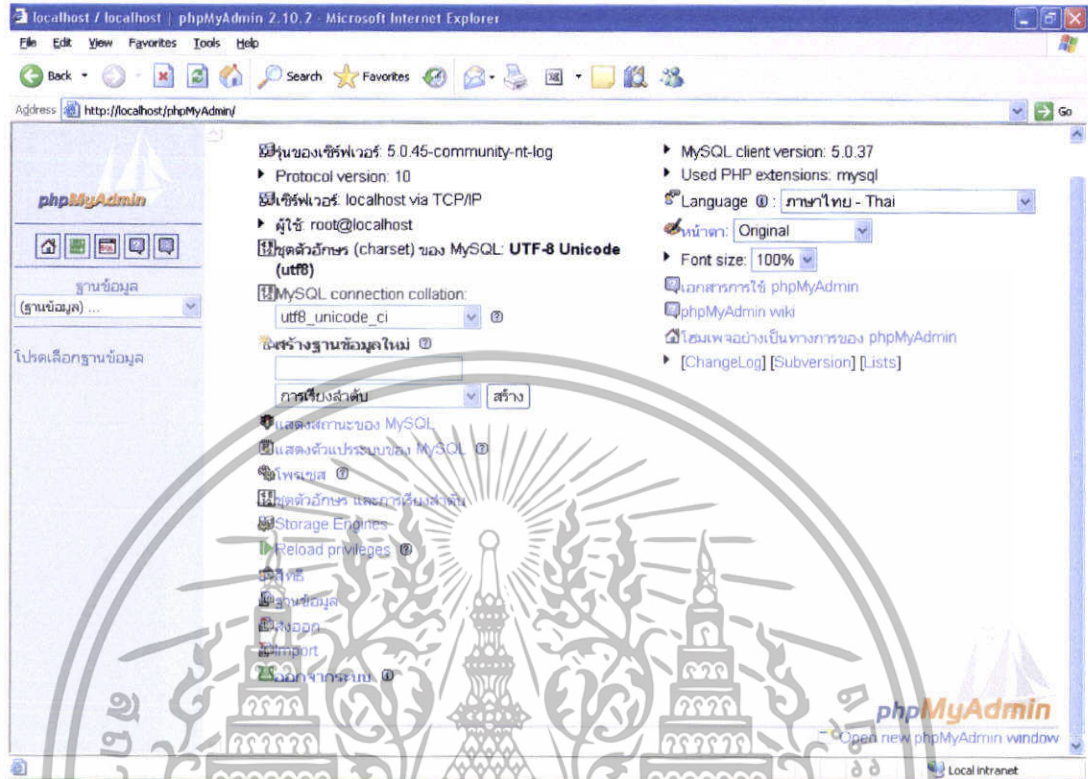 localhost / localhost | phpMyAdmin 2.10.2 - Microsoft Internet Explorer
File Edit View Favorites Tools Help
Back Search Favorites
Address http://localhost/phpMyAdmin/ Go
phpMyAdmin
ฐานข้อมูล
(ฐานข้อมูล) ...
โปรดเลือกฐานข้อมูล
รุ่นของเซิร์ฟเวอร์: 5.0.45-community-nt-log
Protocol version: 10
เซิร์ฟเวอร์: localhost via TCP/IP
ผู้ใช้: root@localhost
ชุดตัวอักษร (charset) ของ MySQL: UTF-8 Unicode
(utf8)
MySQL connection collation:
utf8_unicode_ci
สร้างฐานข้อมูลใหม่
การเรียงลำดับ สร้าง
แสดงสถานะของ MySQL
แสดงตัวแปรระบบของ MySQL
โพรเซส
ชุดตัวอักษร และการเรียงลำดับ
Storage Engines
Reload privileges
สิทธิ
ฐานข้อมูล
ส่งออก
Import
ออกจากระบบ
MySQL client version: 5.0.37
Used PHP extensions: mysql
Language : ภาษาไทย - Thai
หน้าตา: Original
Font size: 100%
เอกสารการใช้ phpMyAdmin
phpMyAdmin wiki
โฮมเพจอย่างเป็นทางการของ phpMyAdmin
[ChangeLog] [Subversion] [Lists]
phpMyAdmin
Open new phpMyAdmin window
Local intranet